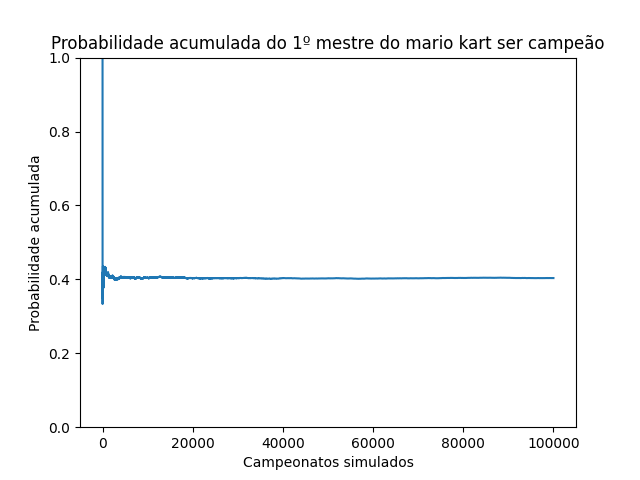 Probabilidade acumulada do 1º mestre do mario kart ser campeão
1.0
0.8
0.6
0.4
0.2
0.0
Probabilidade acumulada
0 20000 40000 60000 80000 100000
Campeonatos simulados